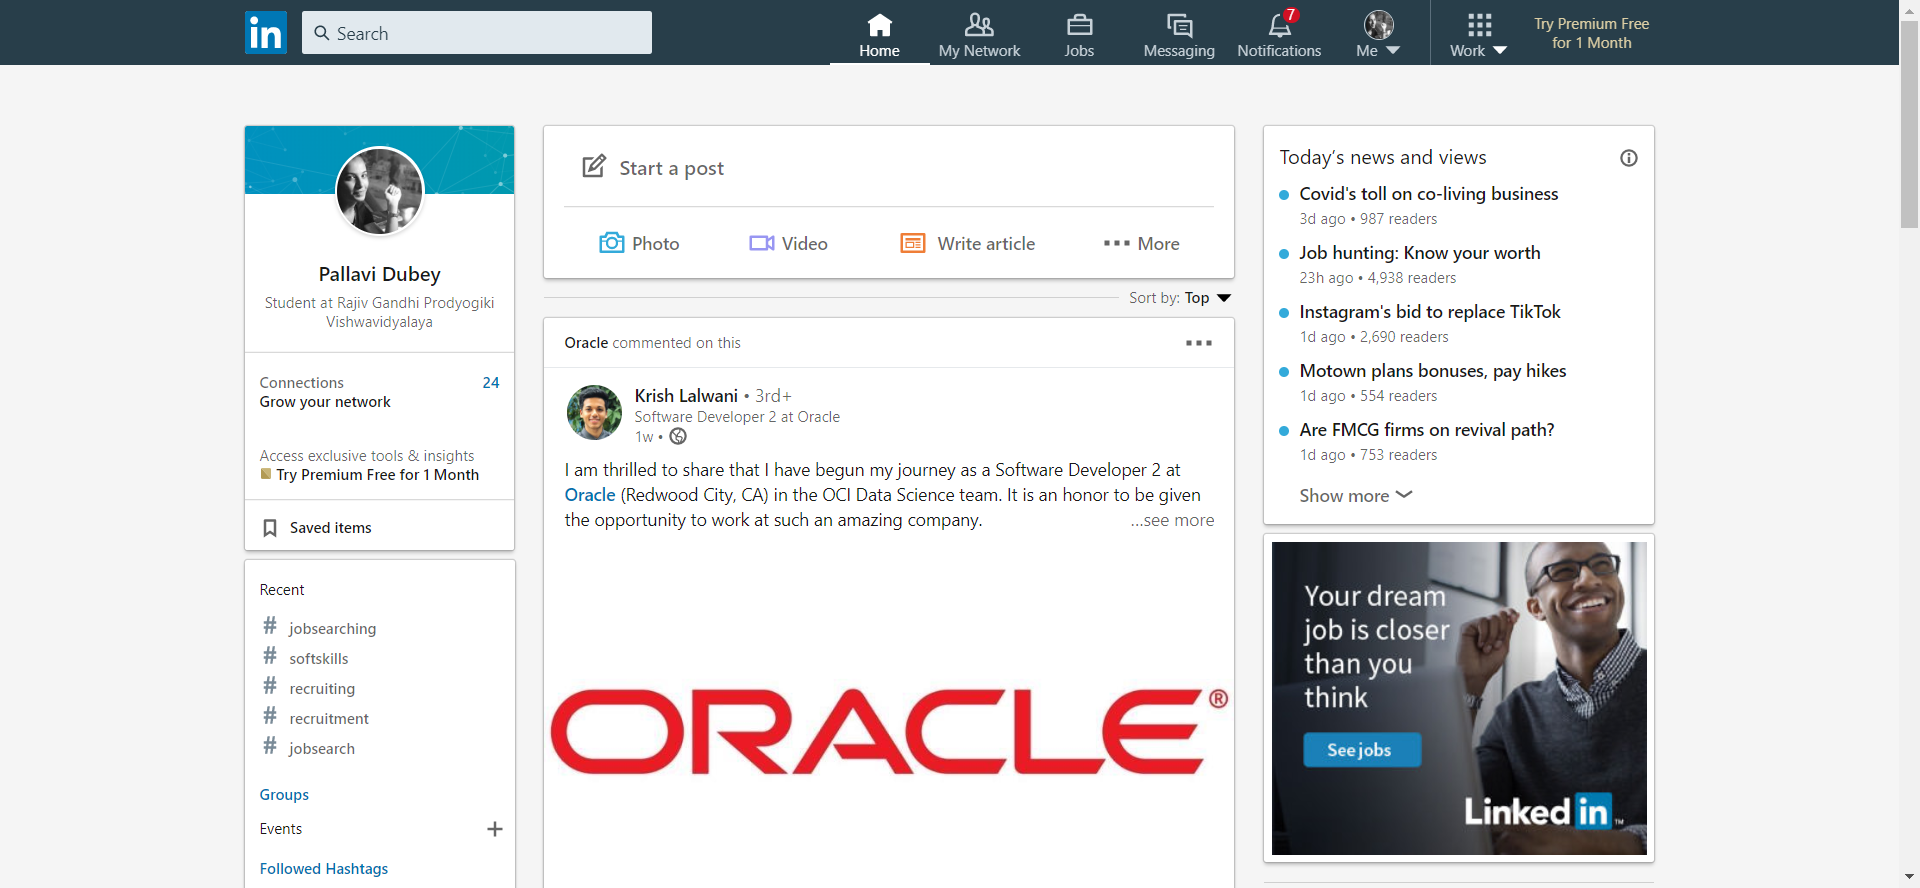 in
Search
Home
My Network
Jobs
Messaging
7
Notifications
Me
Work
Try Premium Free
for 1 Month
Pallavi Dubey
Student at Rajiv Gandhi Prodyogiki
Vishwavidyalaya
Connections 24
Grow your network
Access exclusive tools & insights
Try Premium Free for 1 Month
Saved items
Recent
# jobsearching
# softskills
# recruiting
# recruitment
# jobsearch
Groups
Events +
Followed Hashtags
Start a post
Photo
Video
Write article
More
Sort by: Top
Oracle commented on this
Krish Lalwani • 3rd+
Software Developer 2 at Oracle
1w •
I am thrilled to share that I have begun my journey as a Software Developer 2 at
Oracle (Redwood City, CA) in the OCI Data Science team. It is an honor to be given
the opportunity to work at such an amazing company. ...see more
ORACLE®
Today's news and views
Covid's toll on co-living business
3d ago • 987 readers
Job hunting: Know your worth
23h ago • 4,938 readers
Instagram's bid to replace TikTok
1d ago • 2,690 readers
Motown plans bonuses, pay hikes
1d ago • 554 readers
Are FMCG firms on revival path?
1d ago • 753 readers
Show more
Your dream
job is closer
than you
think
See jobs
Linked in ™